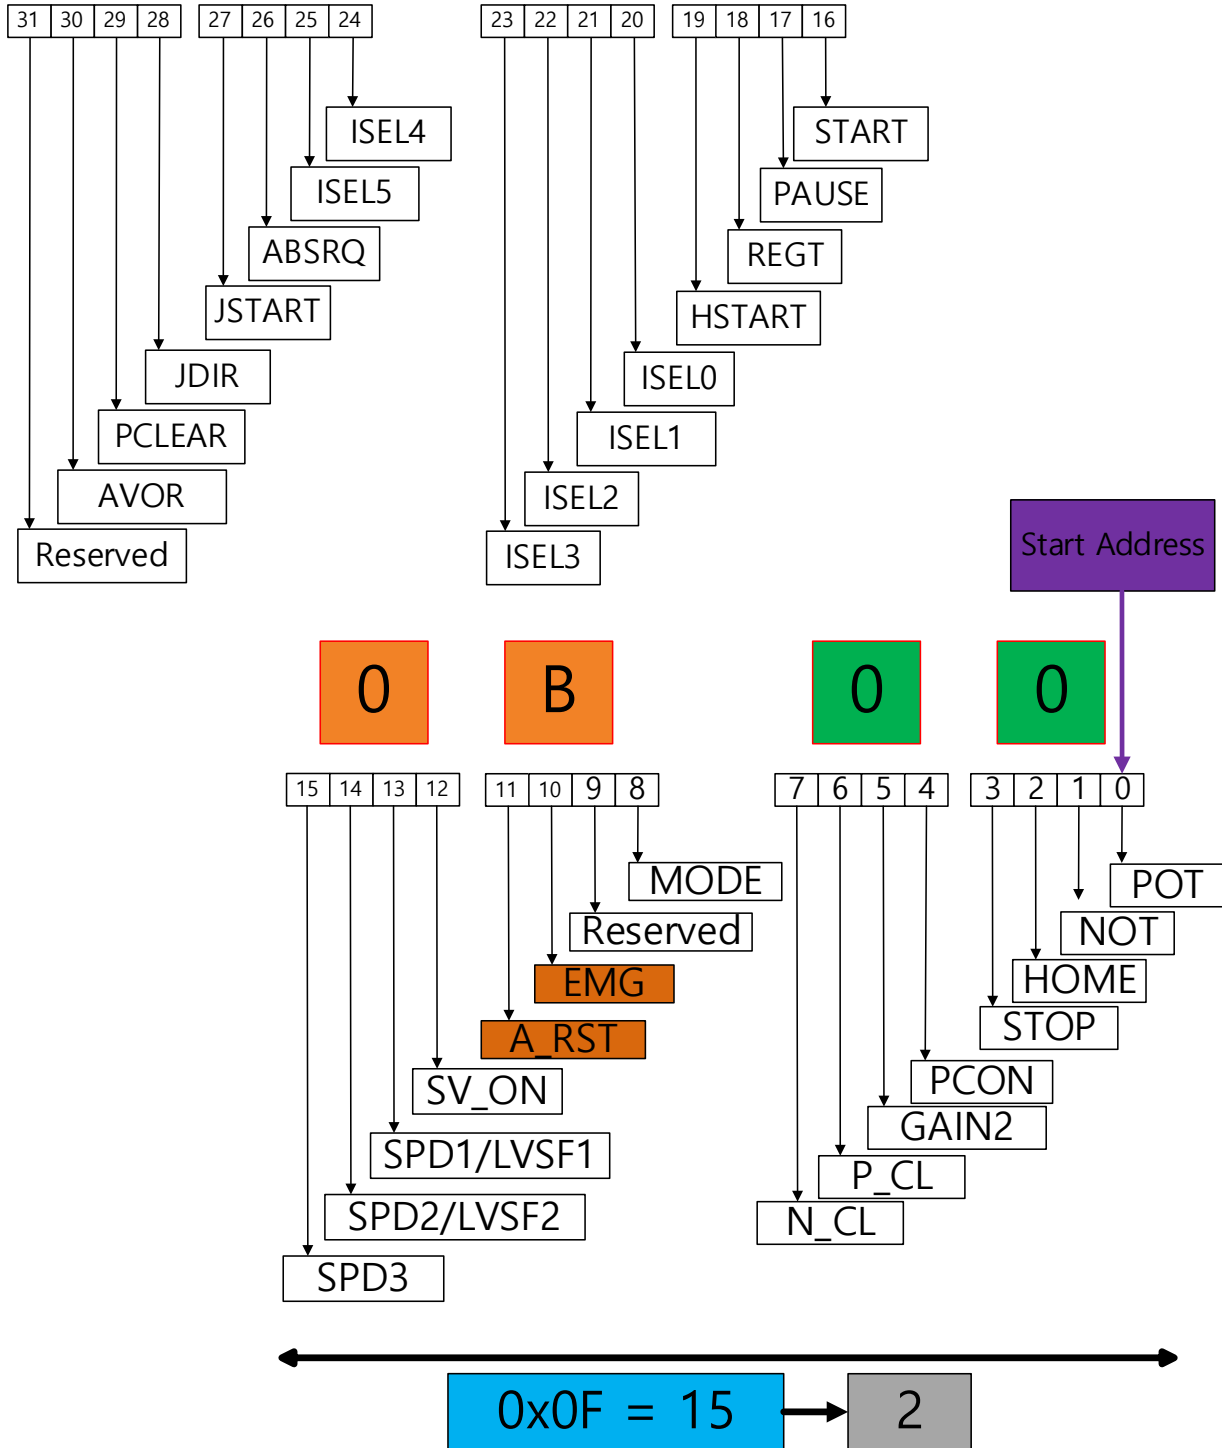 31 30 29 28 27 26 25 24 23 22 21 20 19 18 17 16
ISEL4
START
ISEL5
PAUSE
ABSRQ
REGT
JSTART
HSTART
JDIR
ISEL0
PCLEAR
ISEL1
AVOR
ISEL2
Reserved
ISEL3
Start Address
0 B 0 0
15 14 13 12 11 10 9 8 7 6 5 4 3 2 1 0
MODE
POT
Reserved
NOT
EMG
HOME
A_RST
STOP
SV_ON
PCON
SPD1/LVSF1
GAIN2
SPD2/LVSF2
P_CL
SPD3
N_CL
0x0F = 15
2